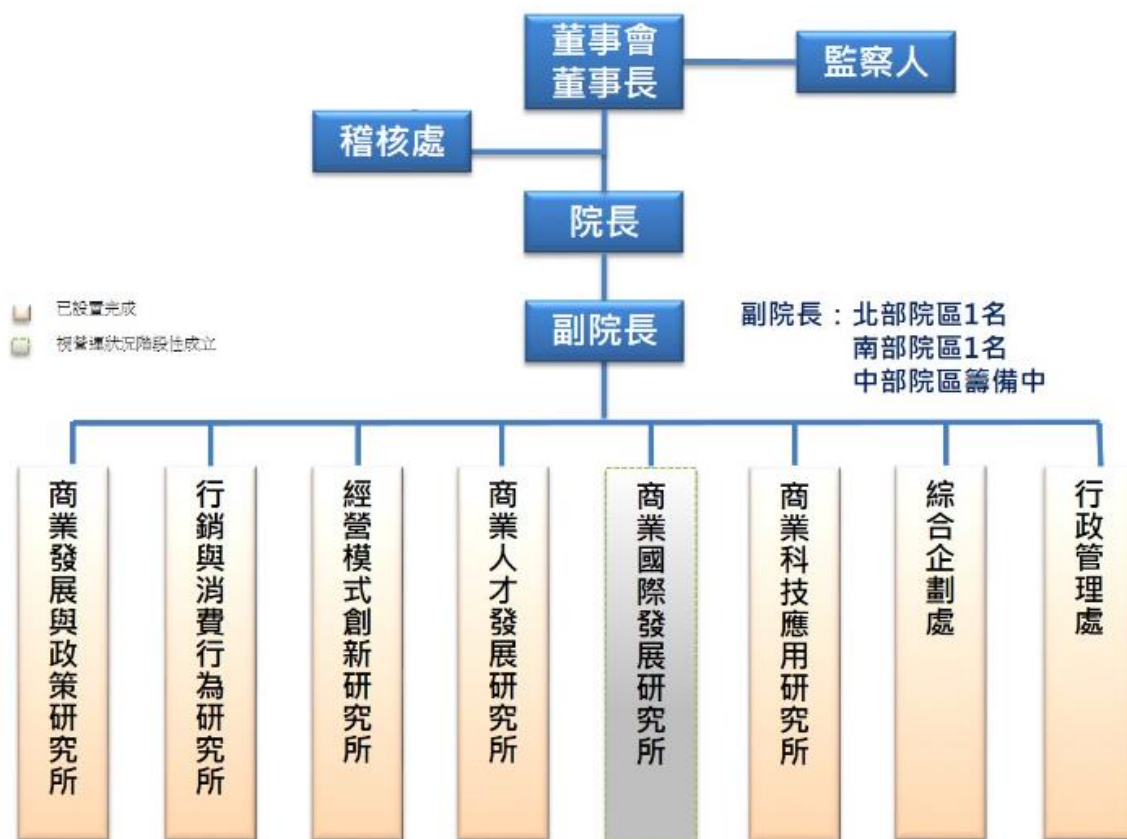 董事會
董事長
監察人
稽核處
院長
已設置完成
視營運狀況階段性成立
副院長
副院長：北部院區1名
南部院區1名
中部院區籌備中
商業發展與政策研究所
行銷與消費行為研究所
經營模式創新研究所
商業人才發展研究所
商業國際發展研究所
商業科技應用研究所
綜合企劃處
行政管理處